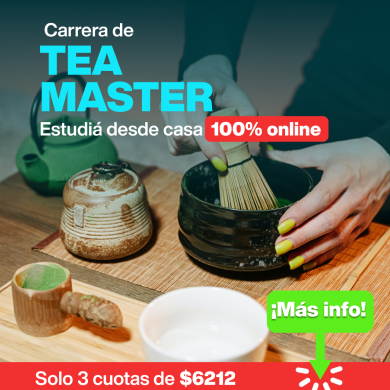 Carrera de
TEA
MASTER
Estudiá desde casa 100% online
¡Más info!
Solo 3 cuotas de $6212